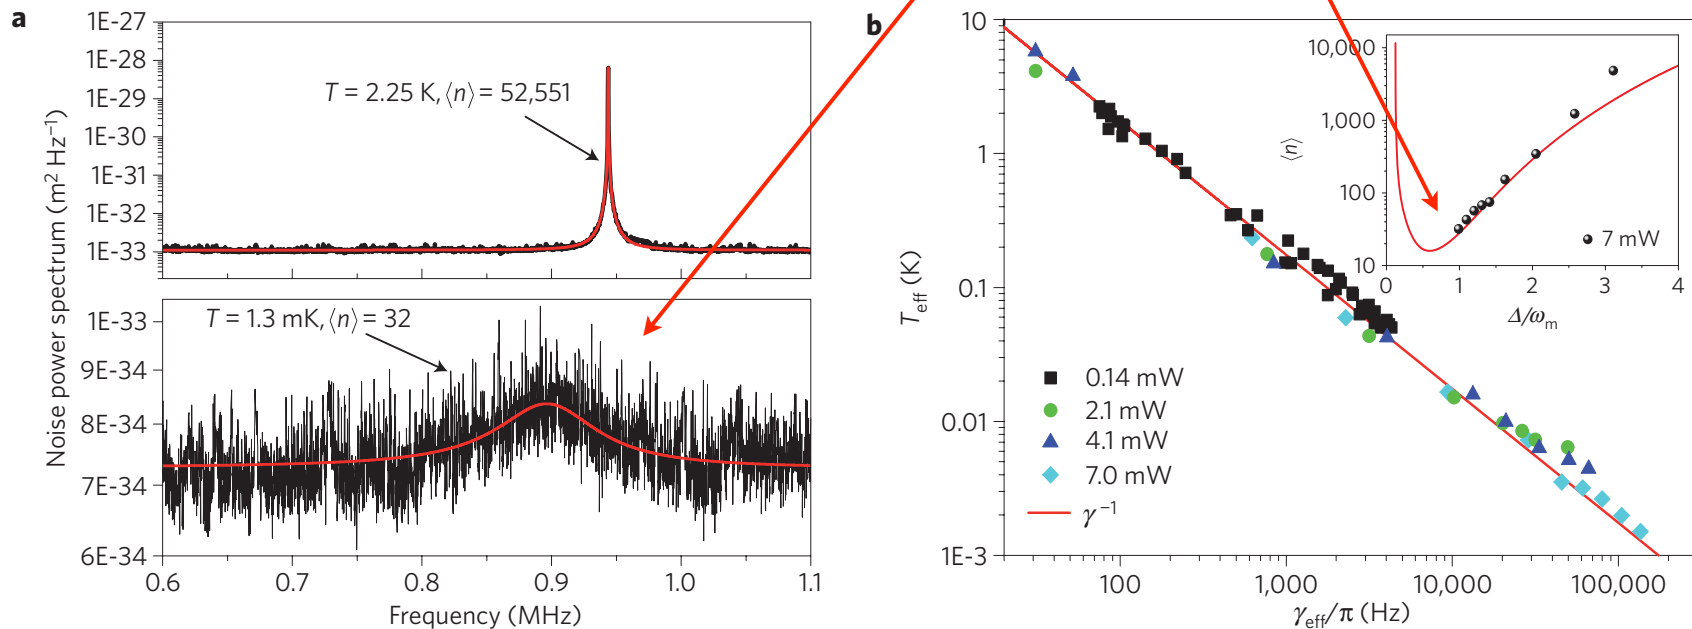 a
Noise power spectrum (m² Hz⁻¹)
1E-27
1E-28
1E-29
1E-30
1E-31
1E-32
1E-33
T = 2.25 K, ⟨n⟩ = 52,551
1E-33
9E-34
8E-34
7E-34
6E-34
T = 1.3 mK, ⟨n⟩ = 32
0.6 0.7 0.8 0.9 1.0 1.1
Frequency (MHz)
b
T_eff (K)
10
1
0.1
0.01
1E-3
100 1,000 10,000 100,000
γ_eff/π (Hz)
0.14 mW
2.1 mW
4.1 mW
7.0 mW
γ⁻¹
⟨n⟩
10,000
1,000
100
10
7 mW
0 1 2 3 4
Δ/ω_m